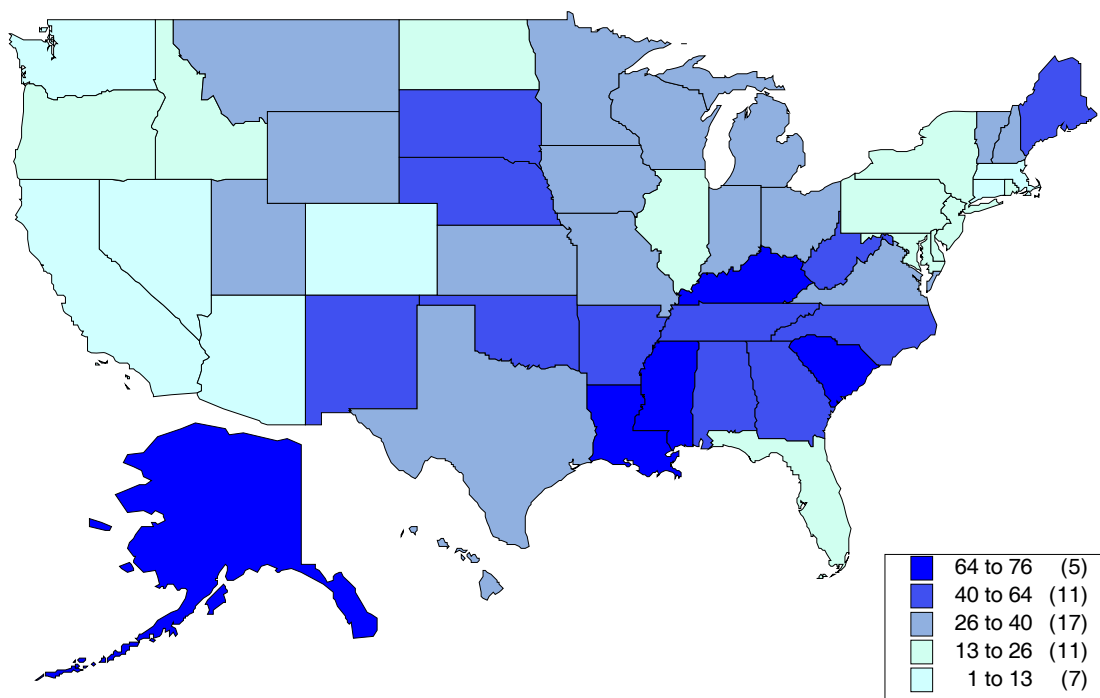 64 to 76 (5)
40 to 64 (11)
26 to 40 (17)
13 to 26 (11)
1 to 13 (7)